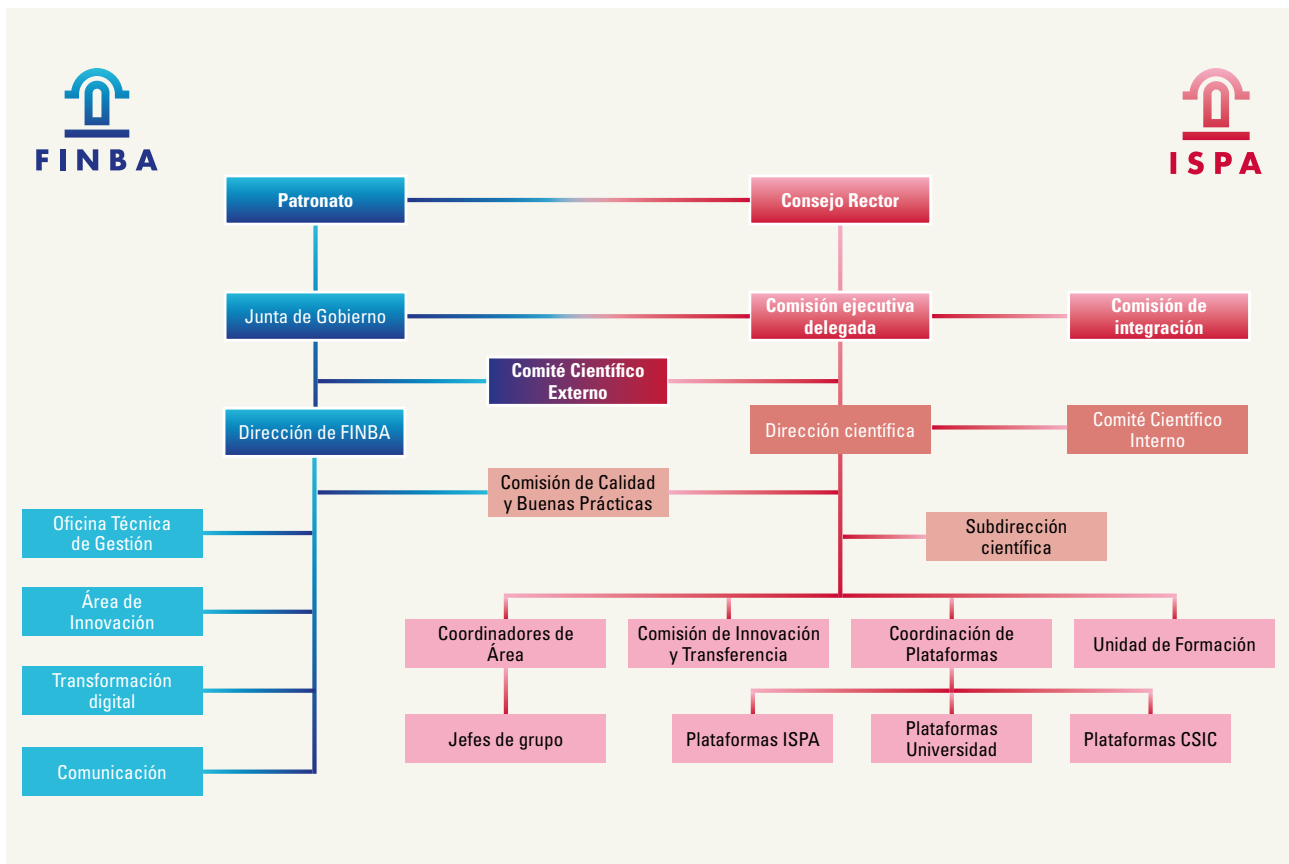 FINBA
ISPA
Patronato
Consejo Rector
Junta de Gobierno
Comisión ejecutiva
delegada
Comisión de
integración
Comité Científico
Externo
Dirección de FINBA
Dirección científica
Comité Científico
Interno
Comisión de Calidad
y Buenas Prácticas
Oficina Técnica
de Gestión
Subdirección
científica
Área de
Innovación
Coordinadores de
Área
Comisión de Innovación
y Transferencia
Coordinación de
Plataformas
Unidad de Formación
Transformación
digital
Jefes de grupo
Plataformas ISPA
Plataformas
Universidad
Plataformas CSIC
Comunicación